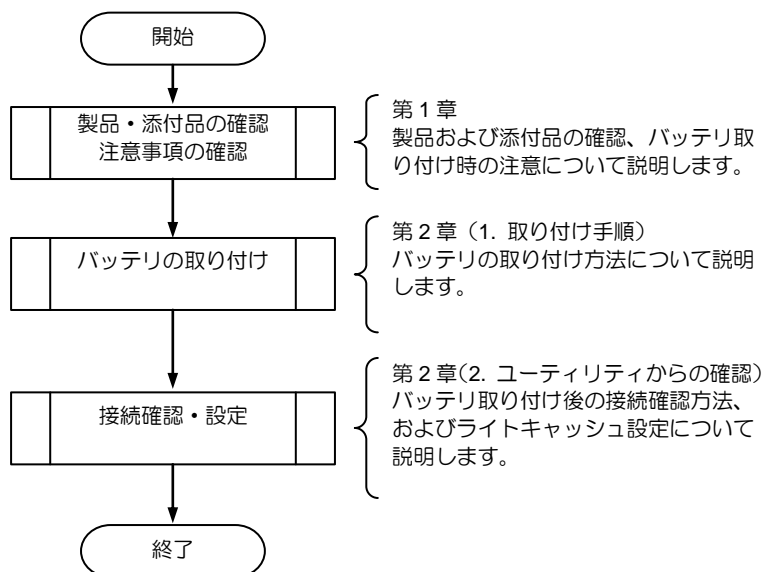 開始
製品・添付品の確認
注意事項の確認
第 1 章
製品および添付品の確認、バッテリ取
り付け時の注意について説明します。
バッテリの取り付け
第 2 章（1. 取り付け手順）
バッテリの取り付け方法について説明
します。
接続確認・設定
第 2 章（2. ユーティリティからの確認）
バッテリ取り付け後の接続確認方法、
およびライトキャッシュ設定について
説明します。
終了